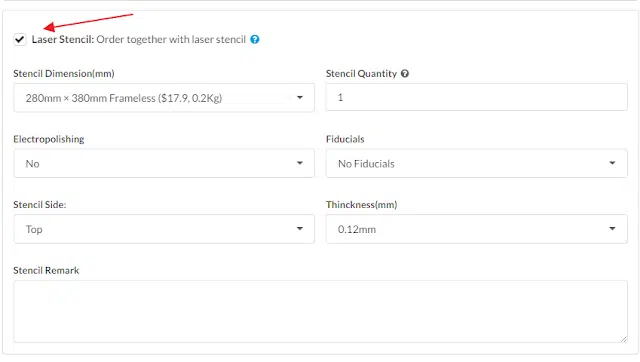 Laser Stencil: Order together with laser stencil ?
Stencil Dimension(mm) Stencil Quantity ?
280mm × 380mm Frameless ($17.9, 0.2Kg) 1
Electropolishing Fiducials
No No Fiducials
Stencil Side: Thinckness(mm)
Top 0.12mm
Stencil Remark